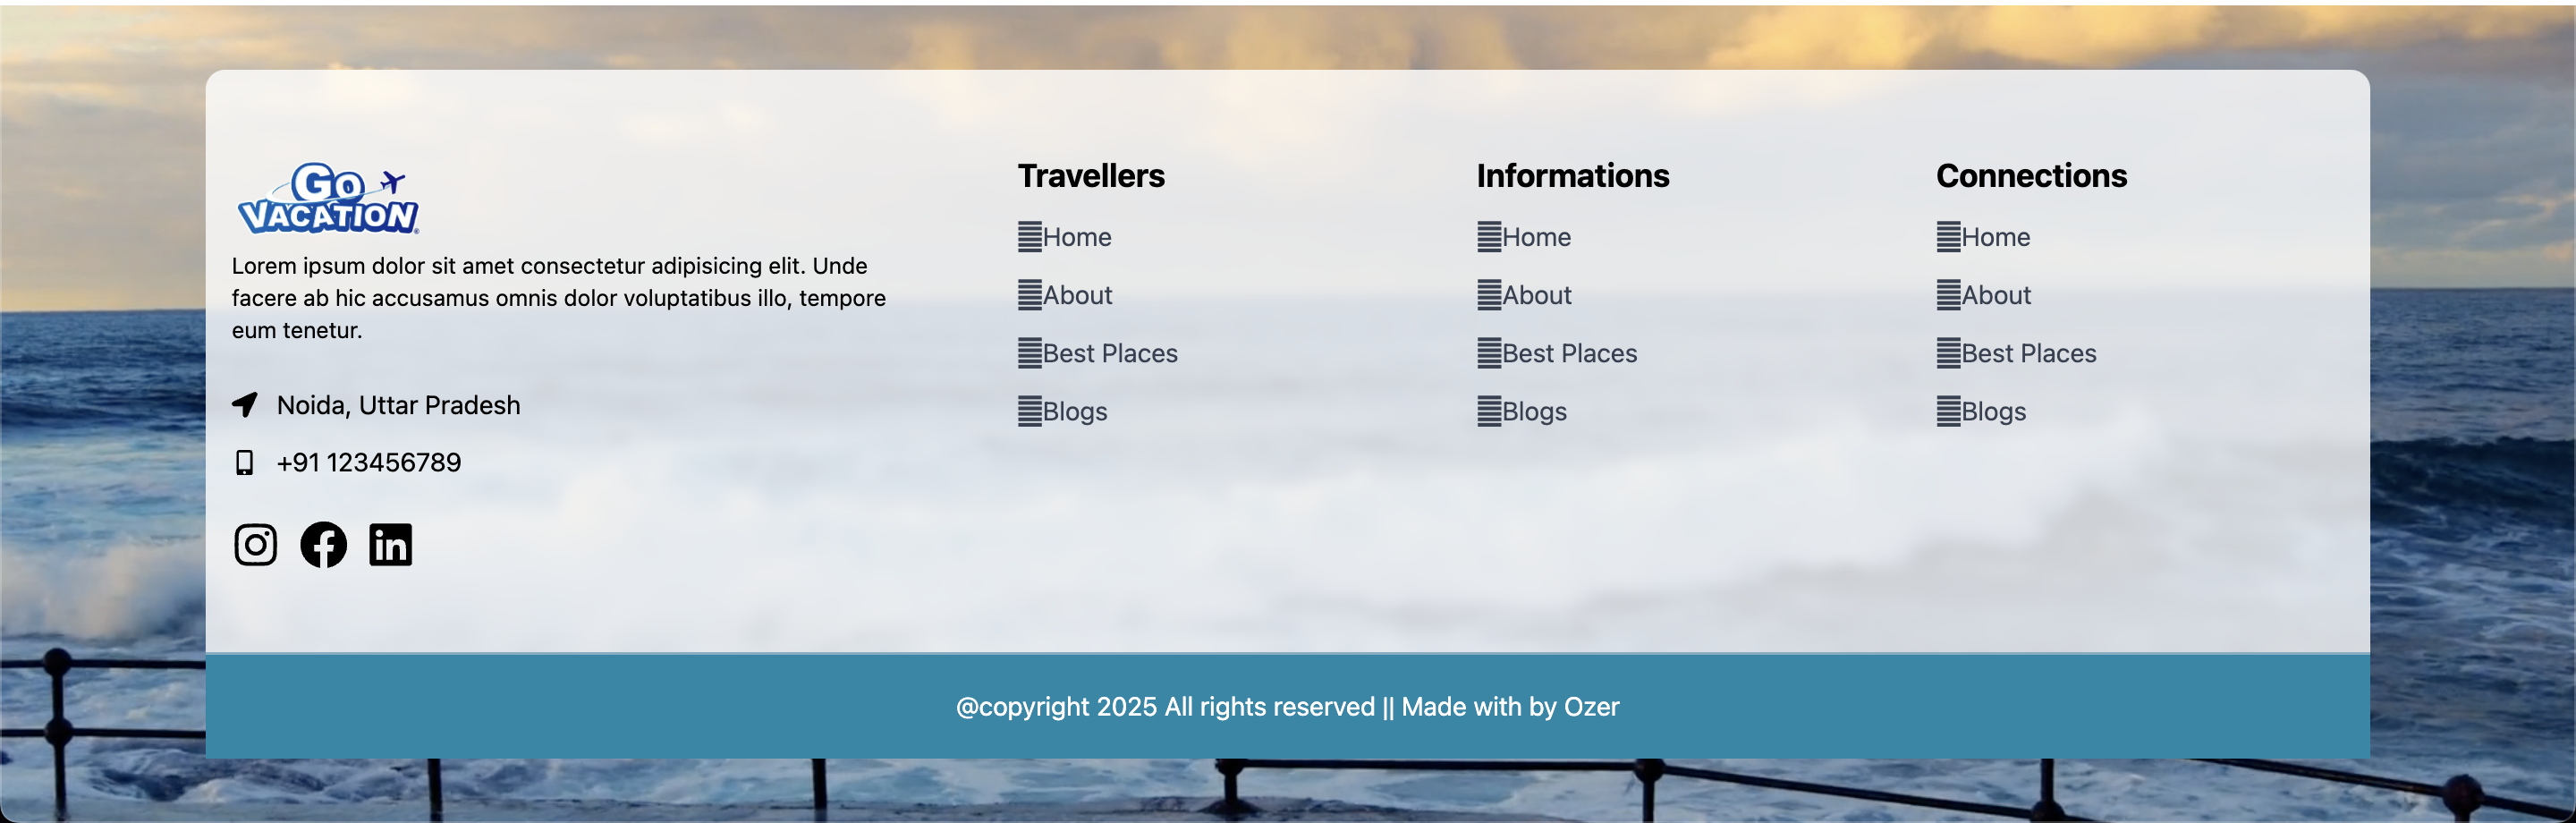 Go
VACATION
Lorem ipsum dolor sit amet consectetur adipisicing elit. Unde
facere ab hic accusamus omnis dolor voluptatibus illo, tempore
eum tenetur.
Noida, Uttar Pradesh
+91 123456789
in
Travellers
Home
About
Best Places
Blogs
Informations
Home
About
Best Places
Blogs
Connections
Home
About
Best Places
Blogs
@copyright 2025 All rights reserved || Made with by Ozer